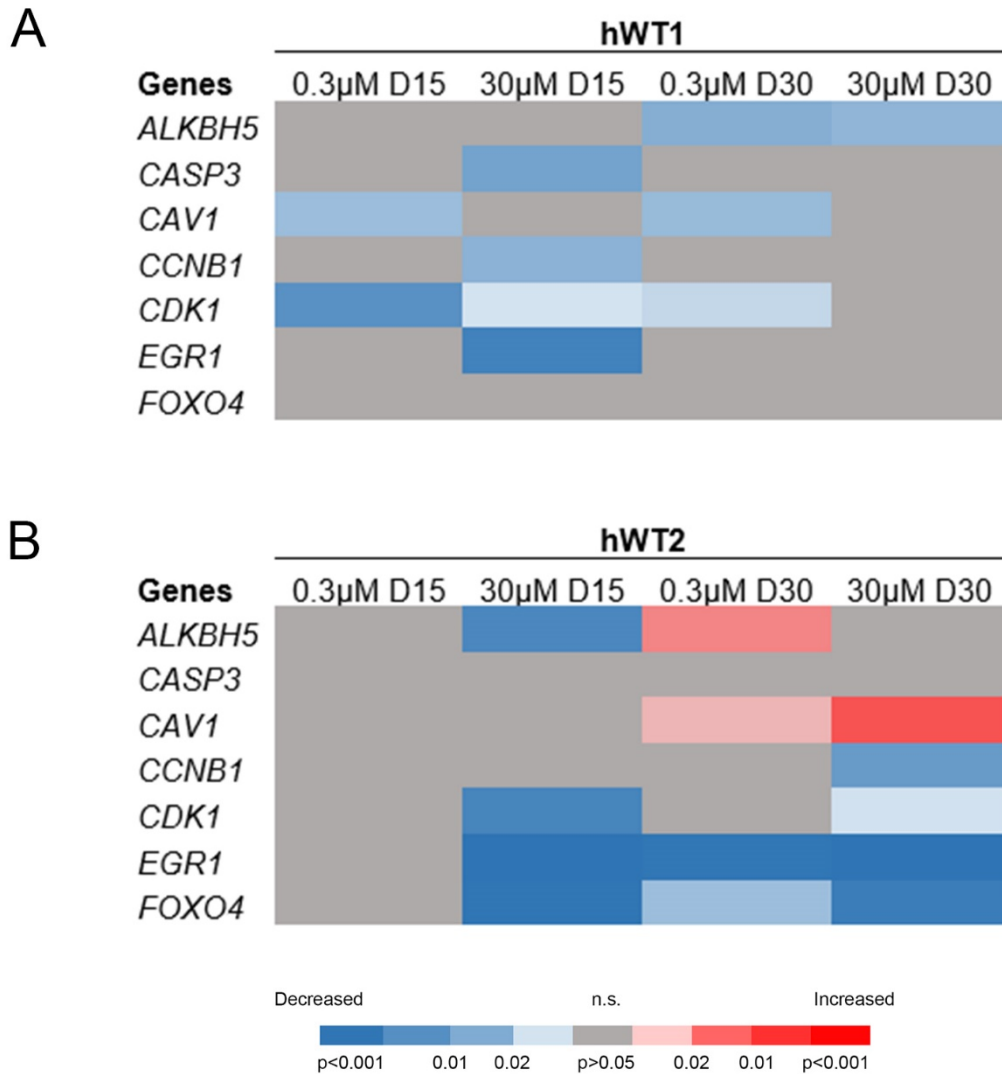 A
hWT1
Genes 0.3µM D15 30µM D15 0.3µM D30 30µM D30
ALKBH5
CASP3
CAV1
CCNB1
CDK1
EGR1
FOXO4
B
hWT2
Genes 0.3µM D15 30µM D15 0.3µM D30 30µM D30
ALKBH5
CASP3
CAV1
CCNB1
CDK1
EGR1
FOXO4
Decreased n.s. Increased
p<0.001 0.01 0.02 p>0.05 0.02 0.01 p<0.001